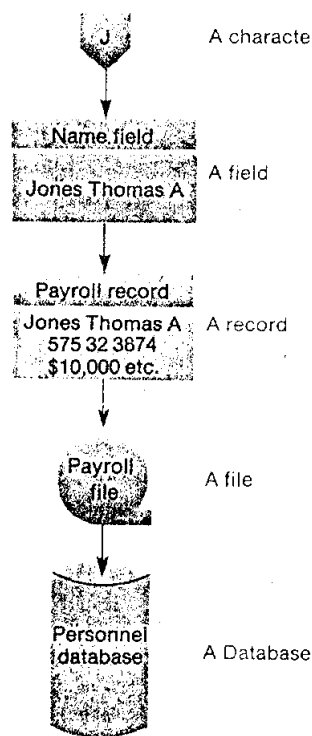 J
A characte
Name field
Jones Thomas A
A field
Payroll record
Jones Thomas A
575 32 3874
$10,000 etc.
A record
Payroll
file
A file
Personnel
database
A Database